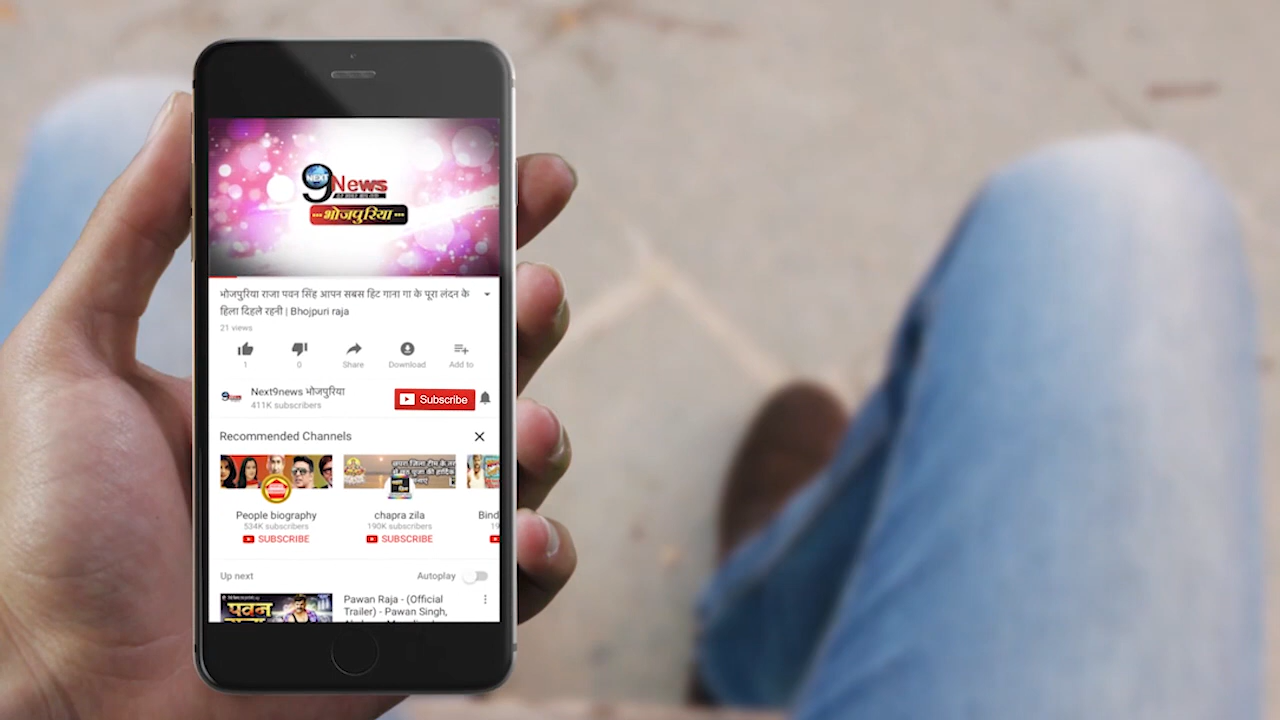 NEXT
9News
भोजपुरिया
भोजपुरिया राजा पवन सिंह आपन सबस हिट गाना गा के पूरा लंदन के
हिला दिहले रहनी | Bhojpuri raja
21 views
1
0
Share
Download
Add to
Next9news भोजपुरिया
411K subscribers
Subscribe
Recommended Channels
People biography
chapra zila
Bind
534K subscribers
190K subscribers
19
SUBSCRIBE
SUBSCRIBE
Up next
Autoplay
पवन
Pawan Raja - (Official
Trailer) - Pawan Singh,